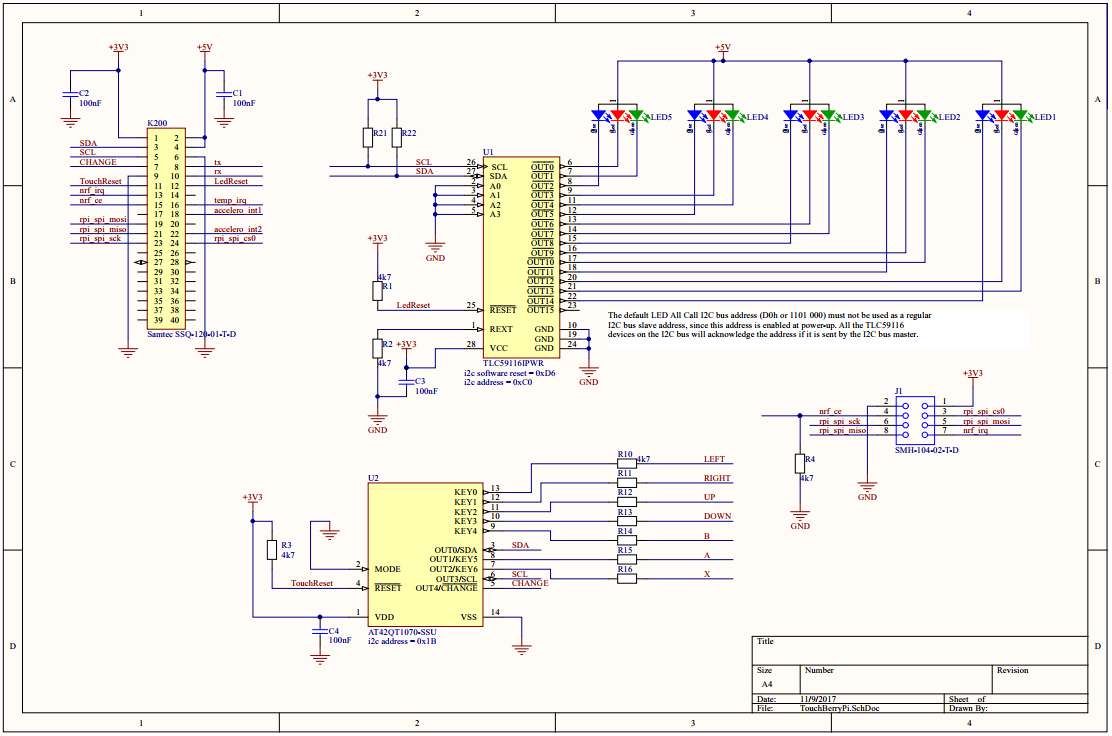 1 2 3 4
A A
B B
C C
D D
+3V3 +5V
C2
100nF
C1
100nF
K200
1 2
3 4
5 6
7 8
9 10
11 12
13 14
15 16
17 18
19 20
21 22
23 24
25 26
27 28
29 30
31 32
33 34
35 36
37 38
39 40
SDA
SCL
CHANGE
TouchReset
nrf_irq
nrf_ce
rpi_spi_mosi
rpi_spi_miso
rpi_spi_sck
tx
rx
LedReset
temp_irq
accelero_int1
accelero_int2
rpi_spi_cs0
Samtec SSQ-120-01-T-D
+3V3
R21 R22
SCL
SDA
+3V3
4k7
R1
LedReset
R2 +3V3
4k7
C3
100nF
GND
GND
U1
26 SCL
27 SDA
2 A0
3 A1
4 A2
5 A3
25 RESET
1 REXT
28 VCC
OUT0 6
OUT1 7
OUT2 8
OUT3 9
OUT4 11
OUT5 12
OUT6 13
OUT7 14
OUT8 15
OUT9 16
OUT10 17
OUT11 18
OUT12 20
OUT13 21
OUT14 22
OUT15 23
GND 10
GND 19
GND 24
GND
TLC59116IPWR
i2c software reset = 0xD6
i2c address = 0xC0
+5V
LED5 LED4 LED3 LED2 LED1
The default LED All Call I2C bus address (D0h or 1101 000) must not be used as a regular
I2C bus slave address, since this address is enabled at power-up. All the TLC59116
devices on the I2C bus will acknowledge the address if it is sent by the I2C bus master.
+3V3
J1
2 1
4 3
6 5
8 7
nrf_ce
rpi_spi_sck
rpi_spi_miso
rpi_spi_cs0
rpi_spi_mosi
nrf_irq
SMH-104-02-T-D
R4
4k7
GND
GND
+3V3
R3
4k7
TouchReset
C4
100nF
U2
2 MODE
4 RESET
1 VDD
KEY0 13
KEY1 12
KEY2 11
KEY3 10
KEY4 9
OUT0/SDA 3
OUT1/KEY5 8
OUT2/KEY6 7
OUT3/SCL 6
OUT4/CHANGE 5
VSS 14
SDA
SCL
CHANGE
AT42QT1070-SSU
i2c address = 0x1B
R10 4k7 LEFT
R11 RIGHT
R12 UP
R13 DOWN
R14 B
R15 A
R16 X
Title
Size Number Revision
A4
Date: 11/9/2017 Sheet of
File: TouchBerryPi.SchDoc Drawn By:
1 2 3 4